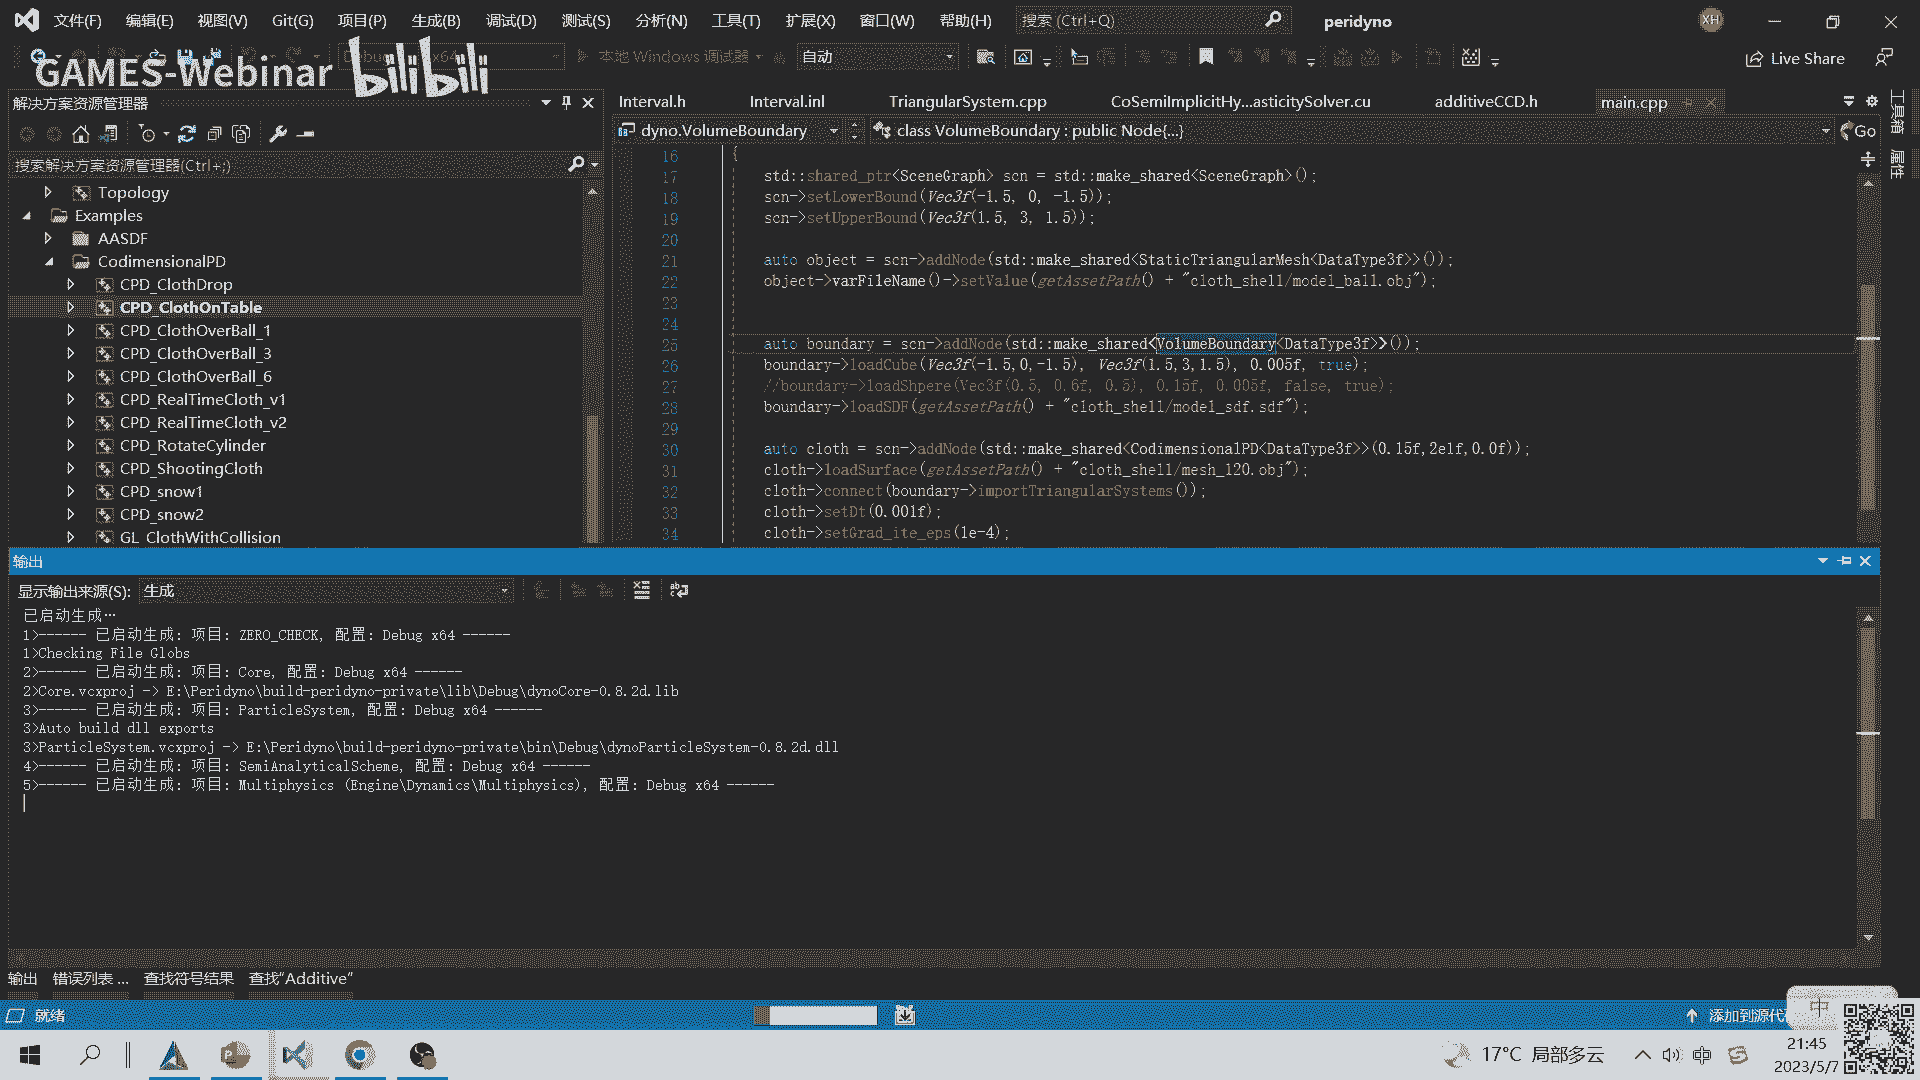 文件(F) 编辑(E) 视图(V) Git(G) 项目(P) 生成(B) 调试(D) 测试(S) 分析(N) 工具(T) 扩展(X) 窗口(W) 帮助(H) 搜索 (Ctrl+Q) peridyno XH
本地 Windows 调试器 自动 Live Share
GAMES-Webinar bilibili
解决方案资源管理器 Interval.h Interval.inl TriangularSystem.cpp CoSemiImplicitHy...asticitySolver.cu additiveCCD.h main.cpp
工具箱
属性
dyno.VolumeBoundary class VolumeBoundary : public Node{...} Go
搜索解决方案资源管理器(Ctrl+;)
Topology
Examples
AASDF
CodimensionalPD
CPD_ClothDrop
CPD_ClothOnTable
CPD_ClothOverBall_1
CPD_ClothOverBall_3
CPD_ClothOverBall_6
CPD_RealTimeCloth_v1
CPD_RealTimeCloth_v2
CPD_RotateCylinder
CPD_ShootingCloth
CPD_snow1
CPD_snow2
GL_ClothWithCollision
16 {
17 std::shared_ptr<SceneGraph> scn = std::make_shared<SceneGraph>();
18 scn->setLowerBound(Vec3f(-1.5, 0, -1.5));
19 scn->setUpperBound(Vec3f(1.5, 3, 1.5));
20
21 auto object = scn->addNode(std::make_shared<StaticTriangularMesh<DataType3f>>());
22 object->varFileName()->setValue(getAssetPath() + "cloth_shell/model_ball.obj");
23
24
25 auto boundary = scn->addNode(std::make_shared<VolumeBoundary<DataType3f>>());
26 boundary->loadCube(Vec3f(-1.5,0,-1.5), Vec3f(1.5,3,1.5), 0.005f, true);
27 //boundary->loadShpere(Vec3f(0.5, 0.6f, 0.5), 0.15f, 0.005f, false, true);
28 boundary->loadSDF(getAssetPath() + "cloth_shell/model_sdf.sdf");
29
30 auto cloth = scn->addNode(std::make_shared<CodimensionalPD<DataType3f>>(0.15f,2e1f,0.0f));
31 cloth->loadSurface(getAssetPath() + "cloth_shell/mesh_120.obj");
32 cloth->connect(boundary->importTriangularSystems());
33 cloth->setDt(0.001f);
34 cloth->setGrad_ite_eps(1e-4);
输出
显示输出来源(S): 生成
已启动生成…
1>------ 已启动生成: 项目: ZERO_CHECK, 配置: Debug x64 ------
1>Checking File Globs
2>------ 已启动生成: 项目: Core, 配置: Debug x64 ------
2>Core.vcxproj -> E:\Peridyno\build-peridyno-private\lib\Debug\dynoCore-0.8.2d.lib
3>------ 已启动生成: 项目: ParticleSystem, 配置: Debug x64 ------
3>Auto build dll exports
3>ParticleSystem.vcxproj -> E:\Peridyno\build-peridyno-private\bin\Debug\dynoParticleSystem-0.8.2d.dll
4>------ 已启动生成: 项目: SemiAnalyticalScheme, 配置: Debug x64 ------
5>------ 已启动生成: 项目: Multiphysics (Engine\Dynamics\Multiphysics), 配置: Debug x64 ------
输出 错误列表 ... 查找符号结果 查找"Additive"
就绪 添加到源代 中
17°C 局部多云 中 21:45
2023/5/7